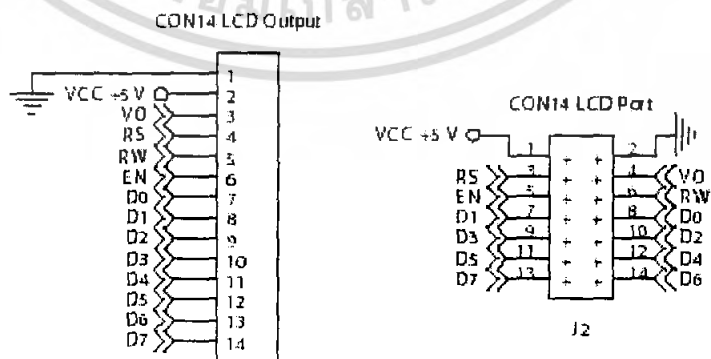 CON14 LCD Output
1
VCC +5 V 2
VO 3
RS 4
RW 5
EN 6
D0 7
D1 8
D2 9
D3 10
D4 11
D5 12
D6 13
D7 14
CON14 LCD Port
VCC +5 V 1 2
RS 3 4 VO
EN 5 6 RW
D1 7 8 D0
D3 9 10 D2
D5 11 12 D4
D7 13 14 D6
J2